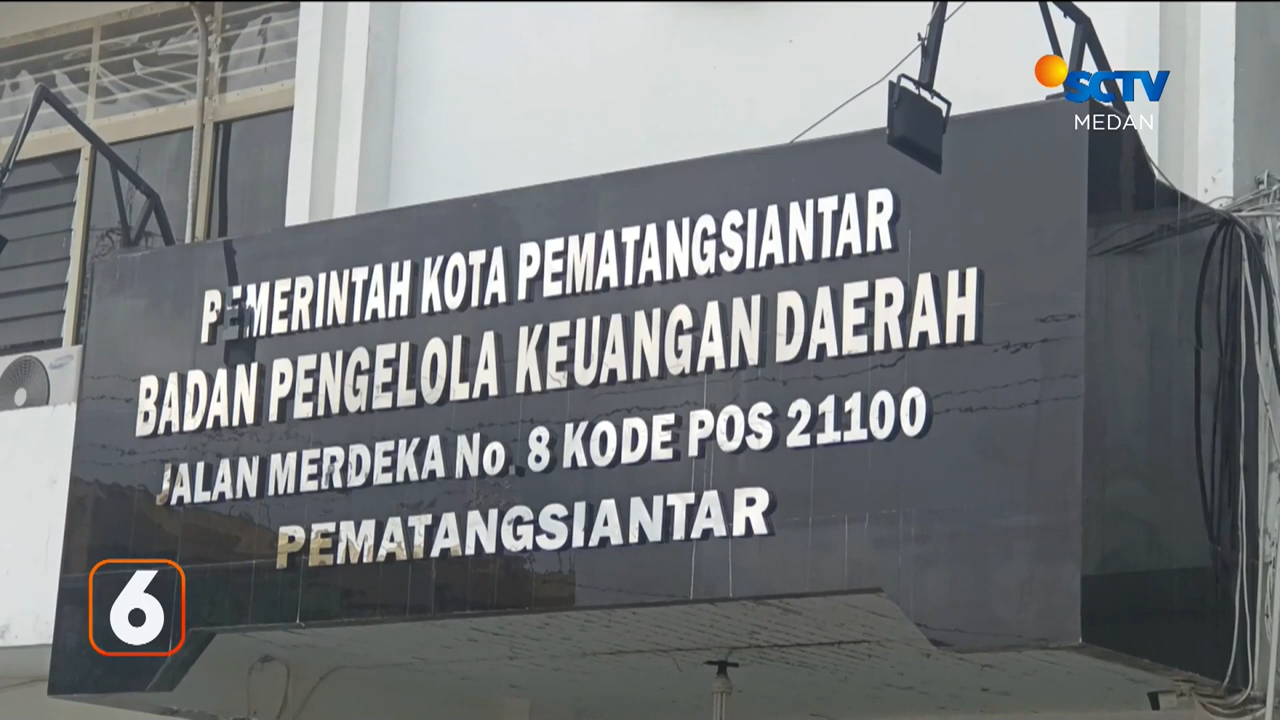 SCTV
MEDAN
PEMERINTAH KOTA PEMATANGSIANTAR
BADAN PENGELOLA KEUANGAN DAERAH
JALAN MERDEKA No. 8 KODE POS 21100
PEMATANGSIANTAR
6